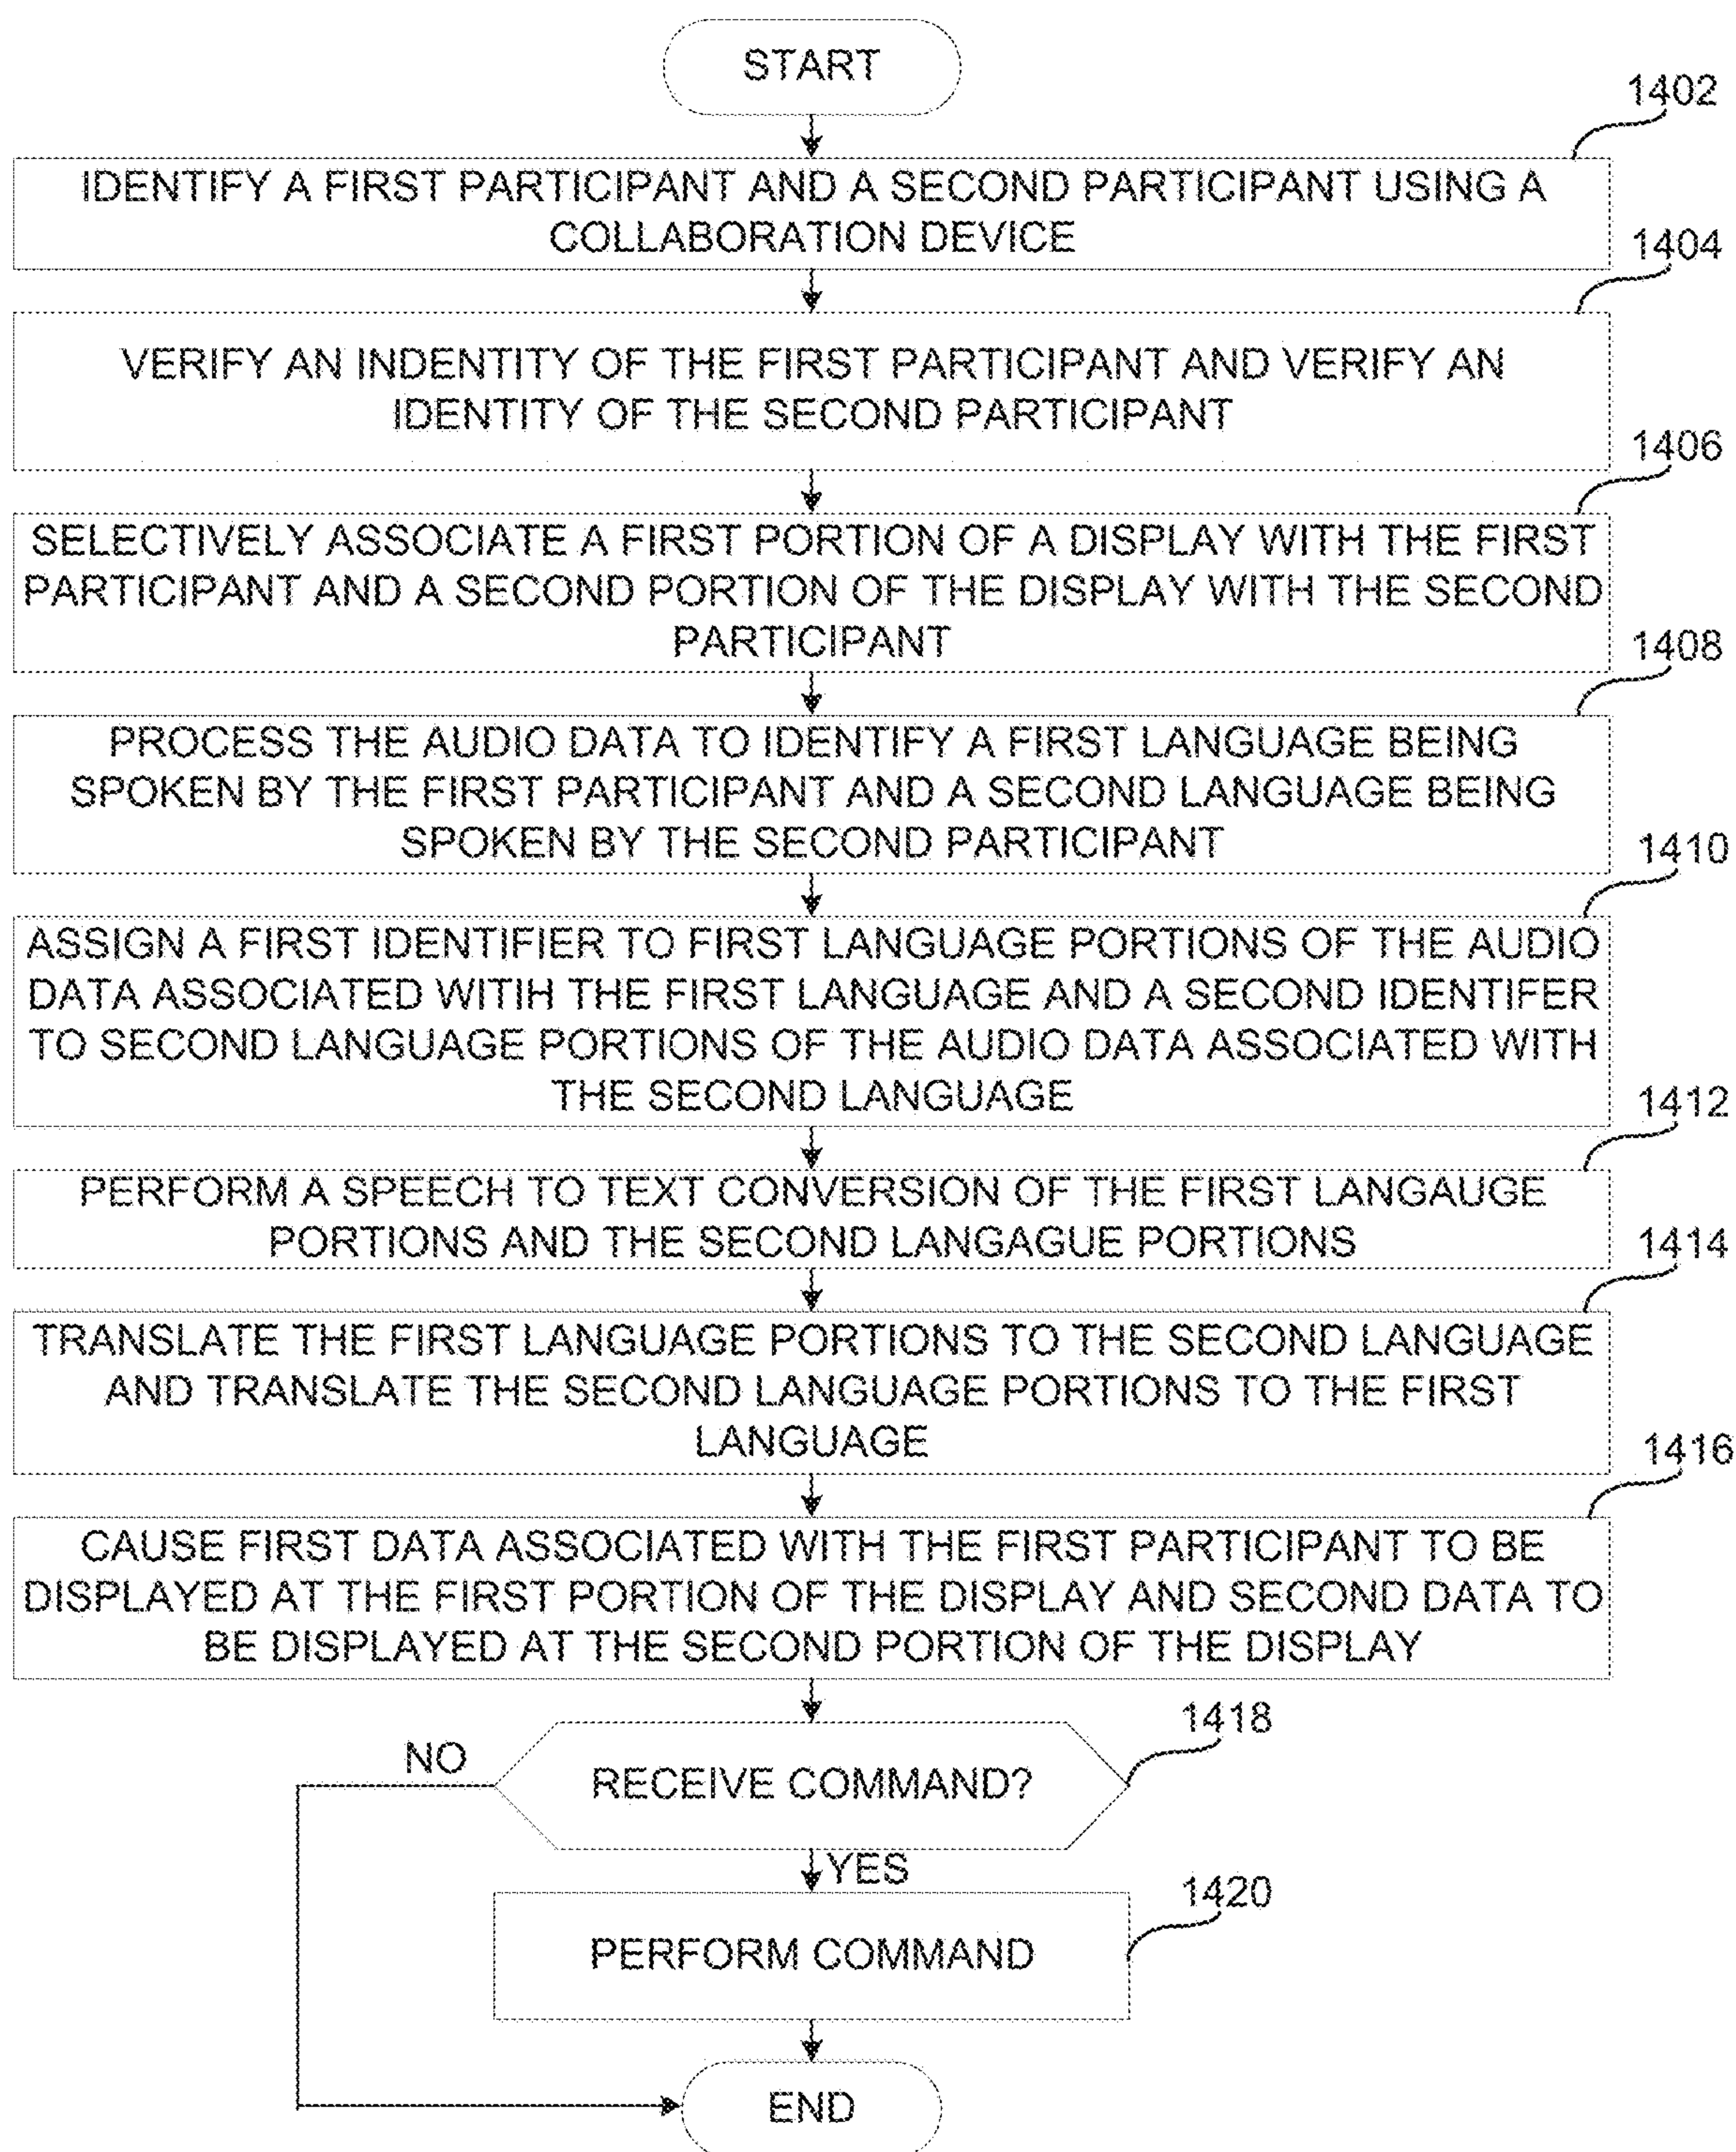 START
1402
IDENTIFY A FIRST PARTICIPANT AND A SECOND PARTICIPANT USING A
COLLABORATION DEVICE
1404
VERIFY AN INDENTITY OF THE FIRST PARTICIPANT AND VERIFY AN
IDENTITY OF THE SECOND PARTICIPANT
1406
SELECTIVELY ASSOCIATE A FIRST PORTION OF A DISPLAY WITH THE FIRST
PARTICIPANT AND A SECOND PORTION OF THE DISPLAY WITH THE SECOND
PARTICIPANT
1408
PROCESS THE AUDIO DATA TO IDENTIFY A FIRST LANGUAGE BEING
SPOKEN BY THE FIRST PARTICIPANT AND A SECOND LANGUAGE BEING
SPOKEN BY THE SECOND PARTICIPANT
1410
ASSIGN A FIRST IDENTIFIER TO FIRST LANGUAGE PORTIONS OF THE AUDIO
DATA ASSOCIATED WITIH THE FIRST LANGUAGE AND A SECOND IDENTIFER
TO SECOND LANGUAGE PORTIONS OF THE AUDIO DATA ASSOCIATED WITH
THE SECOND LANGUAGE
1412
PERFORM A SPEECH TO TEXT CONVERSION OF THE FIRST LANGAUGE
PORTIONS AND THE SECOND LANGAGUE PORTIONS
1414
TRANSLATE THE FIRST LANGUAGE PORTIONS TO THE SECOND LANGUAGE
AND TRANSLATE THE SECOND LANGUAGE PORTIONS TO THE FIRST
LANGUAGE
1416
CAUSE FIRST DATA ASSOCIATED WITH THE FIRST PARTICIPANT TO BE
DISPLAYED AT THE FIRST PORTION OF THE DISPLAY AND SECOND DATA TO
BE DISPLAYED AT THE SECOND PORTION OF THE DISPLAY
1418
NO
RECEIVE COMMAND?
YES
1420
PERFORM COMMAND
END